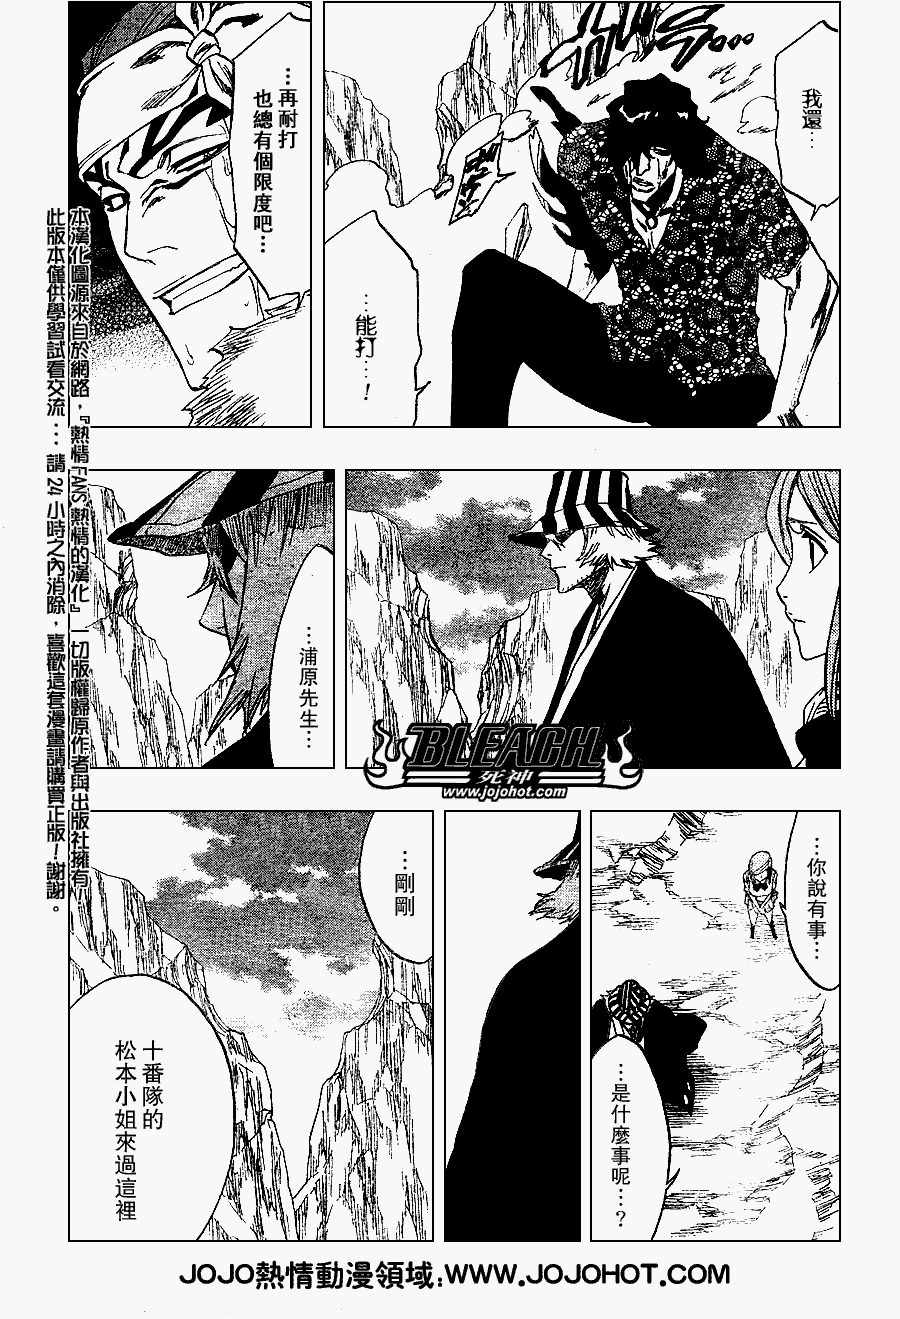 我還…
…能打…!
…再耐打
也總有個限度吧…
…浦原先生…
BLEACH
死神
www.jojohot.com
…你說有事…
…是什麼事呢…?
…剛剛
十番隊的
松本小姐來過這裡
本漢化圖源來自於網路,『熱情FANS熱情的漢化』一切版權歸原作者與出版社擁有!
此版本僅供學習試看交流…請24小時之內消除,喜歡這套漫畫請購買正版!謝謝。
JOJO熱情動漫領域:WWW.JOJOHOT.COM